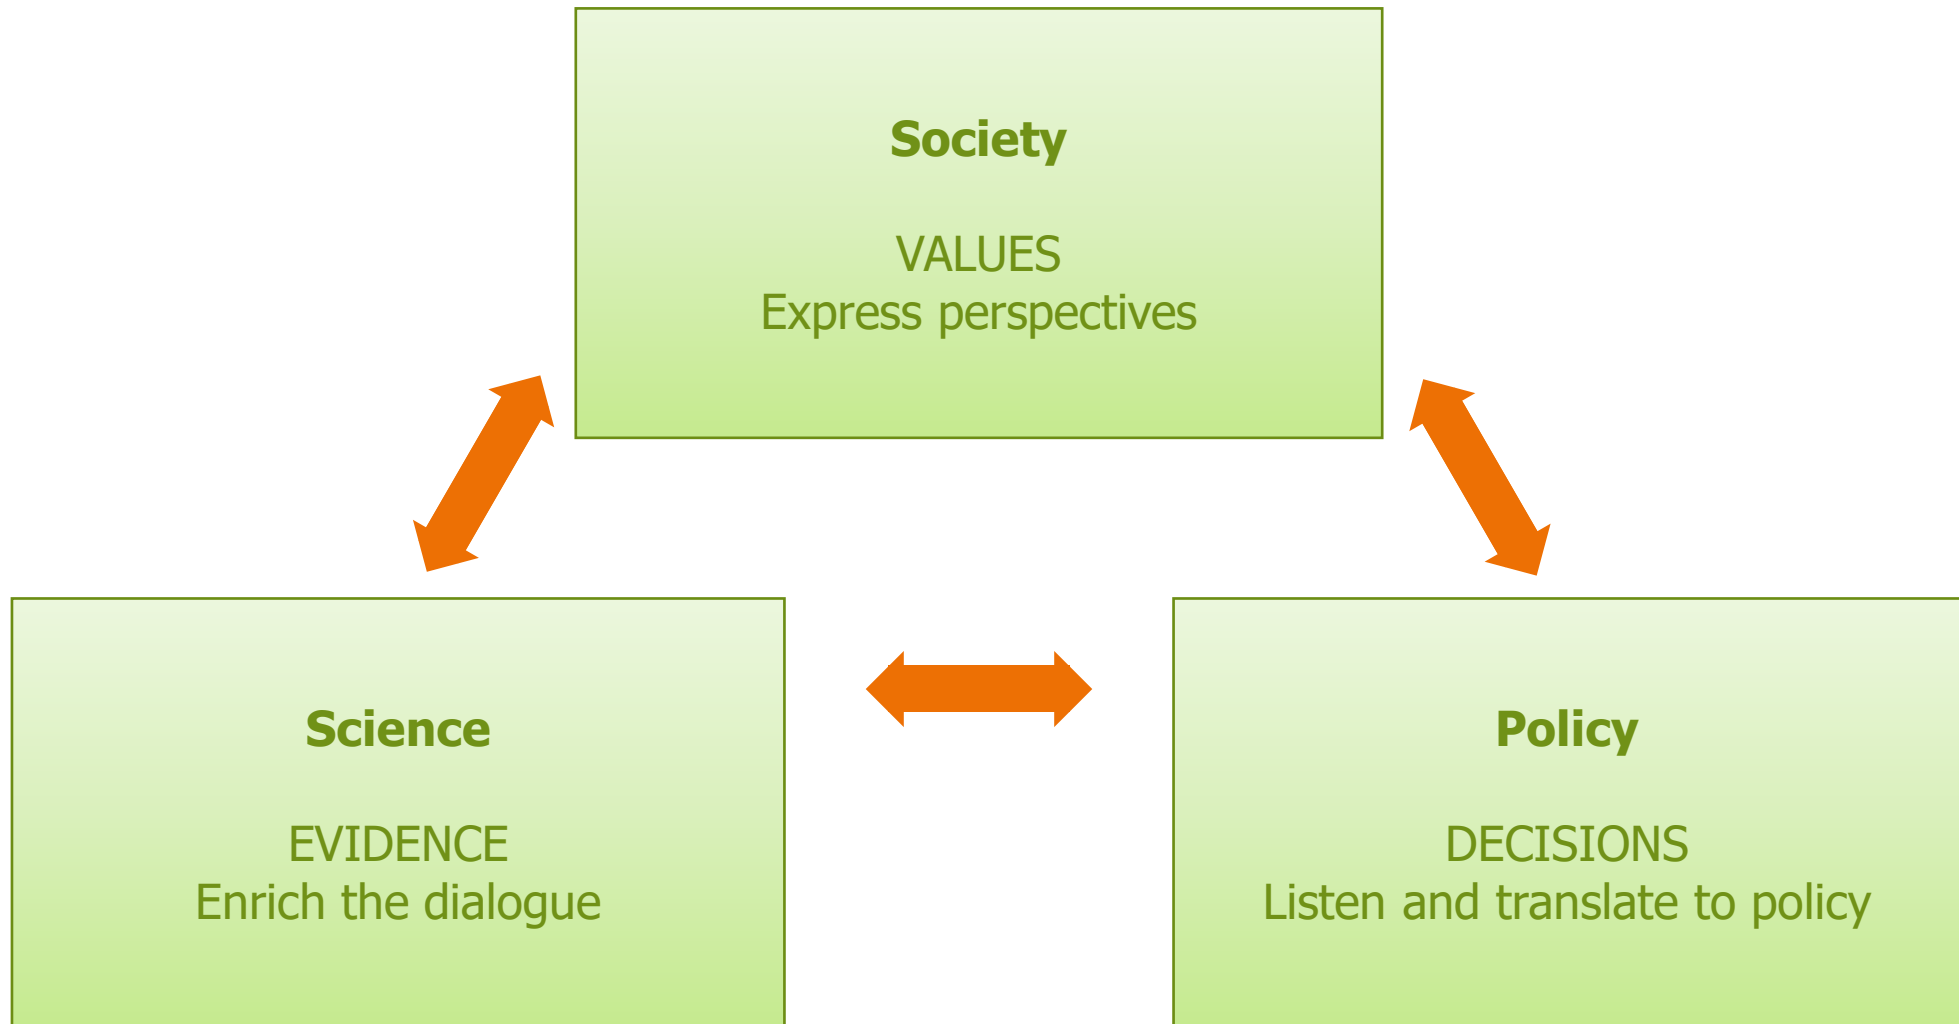 Society
VALUES
Express perspectives
Science
EVIDENCE
Enrich the dialogue
Policy
DECISIONS
Listen and translate to policy